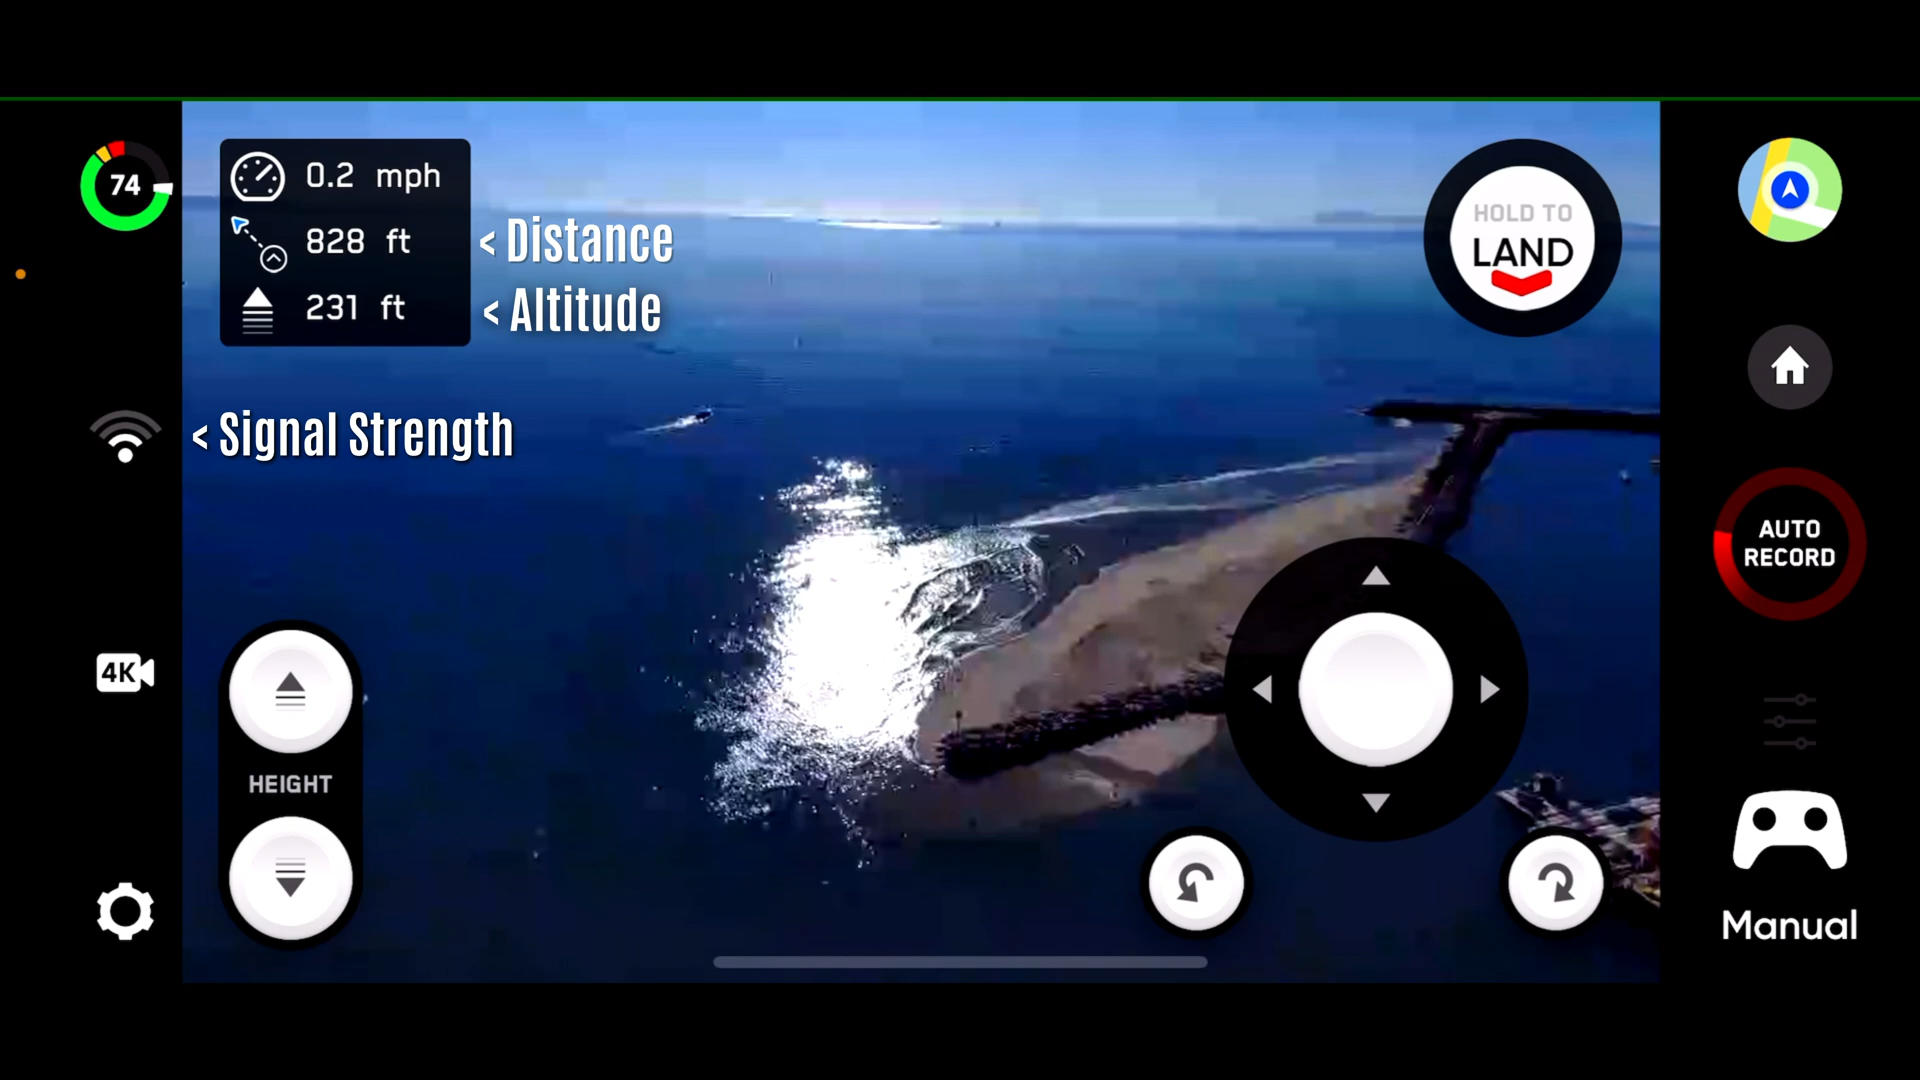 74
0.2 mph
828 ft
< Distance
231 ft
< Altitude
HOLD TO
LAND
< Signal Strength
AUTO
RECORD
4K
HEIGHT
Manual